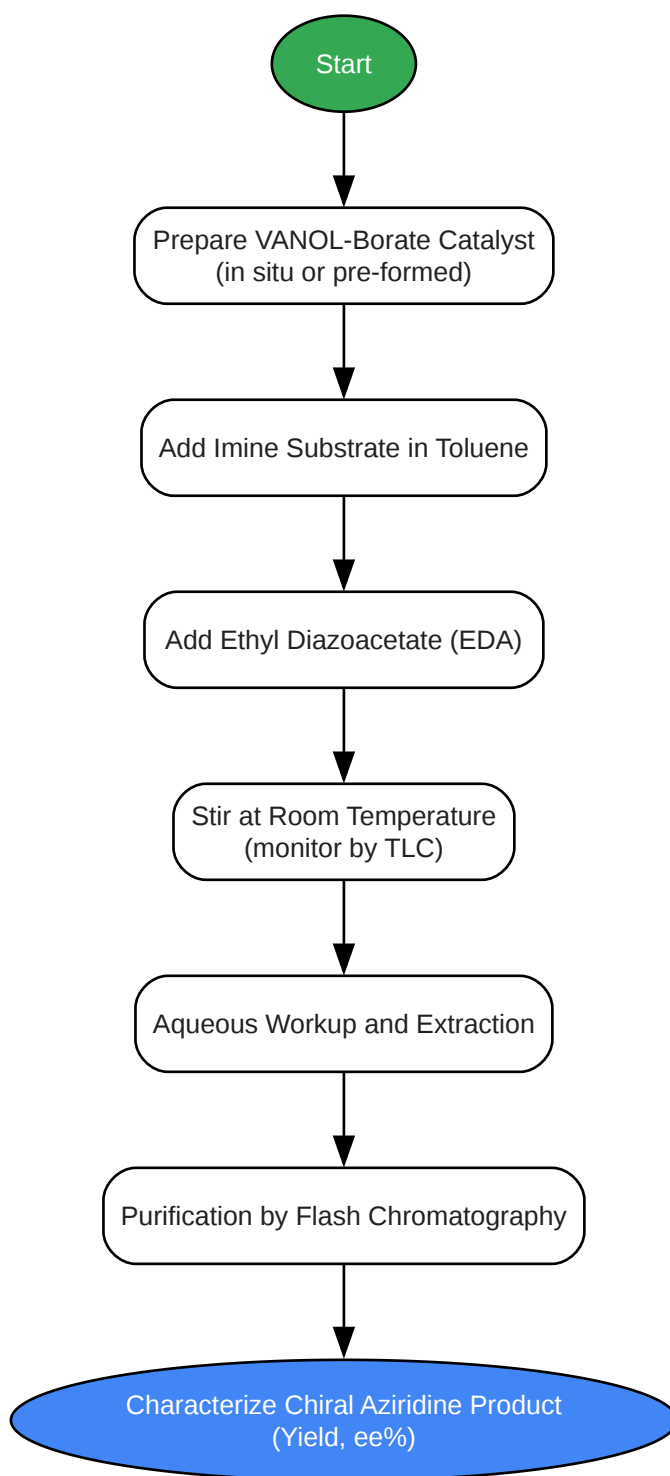 Start
Prepare VANOL-Borate Catalyst
(in situ or pre-formed)
Add Imine Substrate in Toluene
Add Ethyl Diazoacetate (EDA)
Stir at Room Temperature
(monitor by TLC)
Aqueous Workup and Extraction
Purification by Flash Chromatography
Characterize Chiral Aziridine Product
(Yield, ee%)